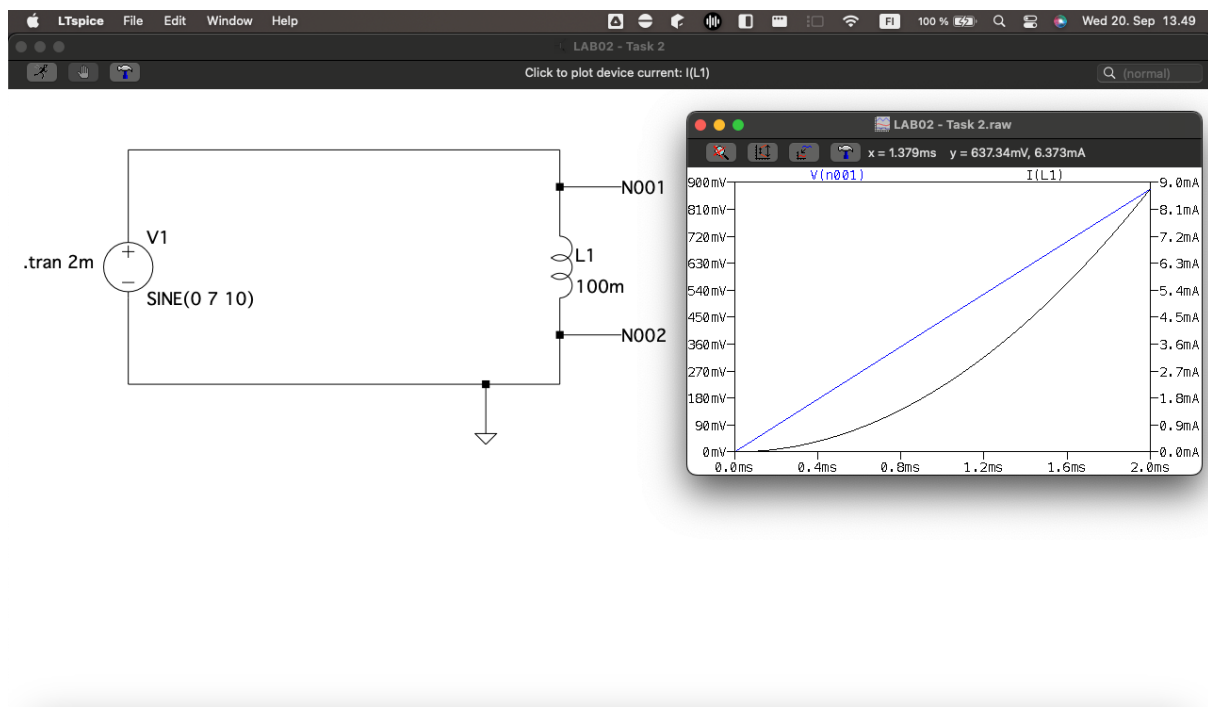 LTspice File Edit Window Help FI 100 % Wed 20. Sep 13.49
LAB02 - Task 2
Click to plot device current: I(L1)
(normal)
N001
V1
.tran 2m
SINE(0 7 10)
L1
100m
N002
LAB02 - Task 2.raw
x = 1.379ms y = 637.34mV, 6.373mA
V(n001) I(L1)
900mV 9.0mA
810mV 8.1mA
720mV 7.2mA
630mV 6.3mA
540mV 5.4mA
450mV 4.5mA
360mV 3.6mA
270mV 2.7mA
180mV 1.8mA
90mV 0.9mA
0mV 0.0mA
0.0ms 0.4ms 0.8ms 1.2ms 1.6ms 2.0ms